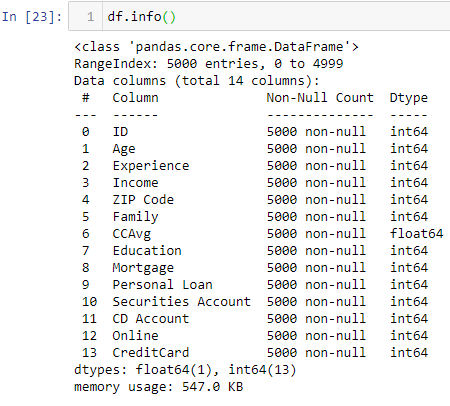 In [23]: 1 df.info()
<class 'pandas.core.frame.DataFrame'>
RangeIndex: 5000 entries, 0 to 4999
Data columns (total 14 columns):
 #   Column              Non-Null Count  Dtype
---  ------              --------------  -----
 0   ID                  5000 non-null   int64
 1   Age                 5000 non-null   int64
 2   Experience          5000 non-null   int64
 3   Income              5000 non-null   int64
 4   ZIP Code            5000 non-null   int64
 5   Family              5000 non-null   int64
 6   CCAvg               5000 non-null   float64
 7   Education           5000 non-null   int64
 8   Mortgage            5000 non-null   int64
 9   Personal Loan       5000 non-null   int64
 10  Securities Account  5000 non-null   int64
 11  CD Account          5000 non-null   int64
 12  Online              5000 non-null   int64
 13  CreditCard          5000 non-null   int64
dtypes: float64(1), int64(13)
memory usage: 547.0 KB